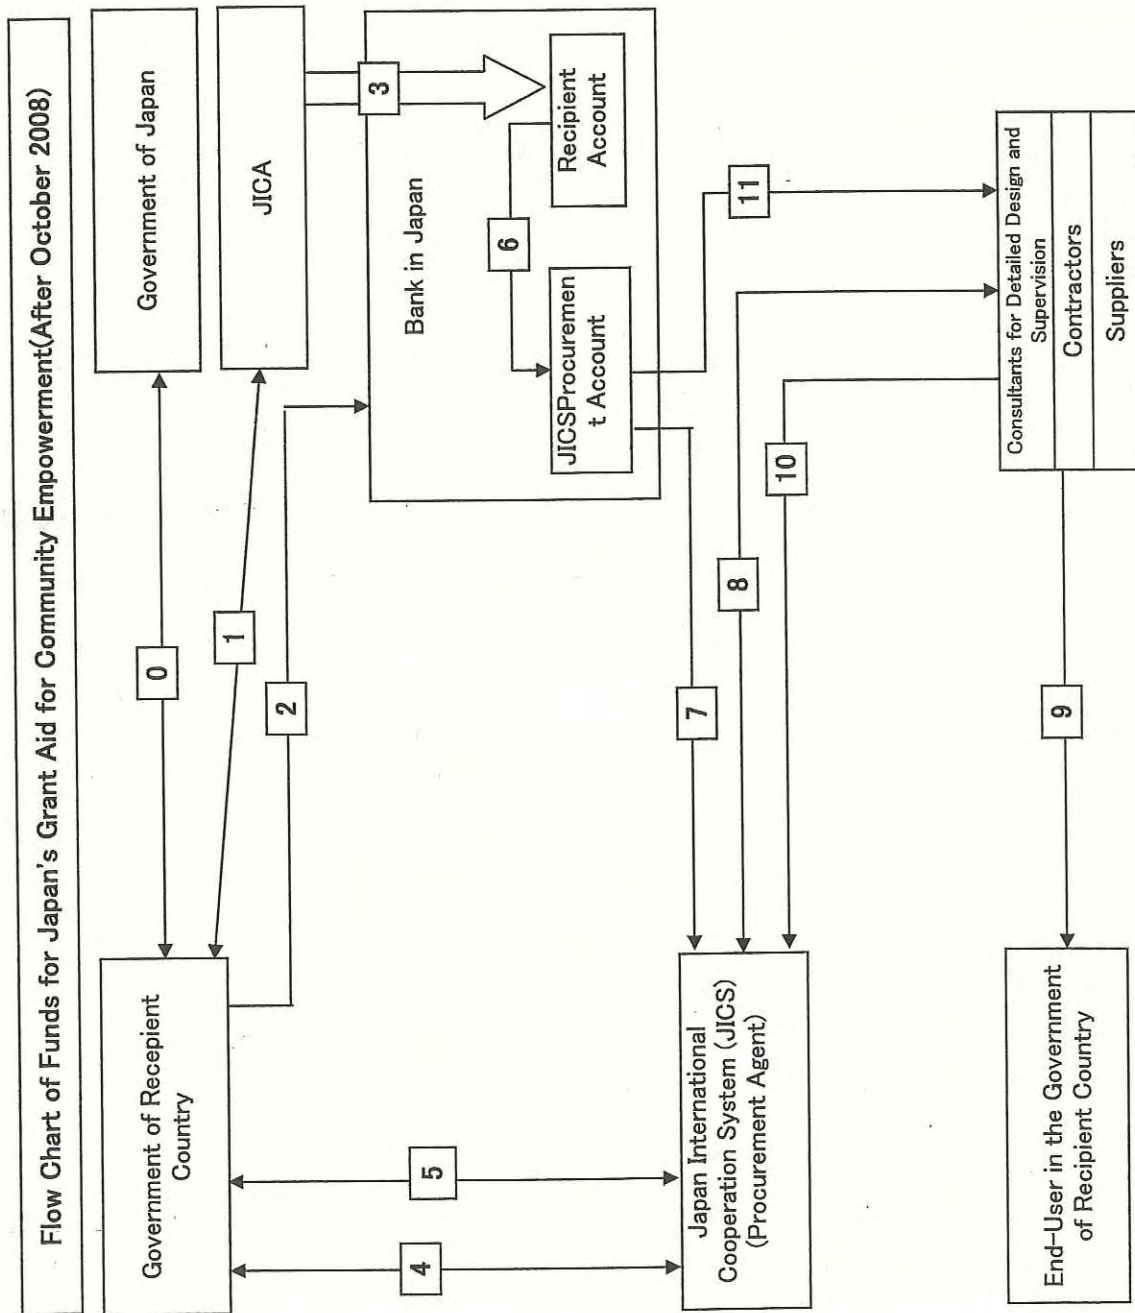 Flow Chart of Funds for Japan's Grant Aid for Community Empowerment(After October 2008)
Government of Recepient
Country
0
Government of Japan
1
JICA
2
3
Bank in Japan
Recipient
Account
6
JICSProcuremen
t Account
4
5
7
8
10
11
Japan International
Cooperation System (JICS)
(Procurement Agent)
Consultants for Detailed Design and
Supervision
Contractors
Suppliers
9
End-User in the Government
of Recipient Country